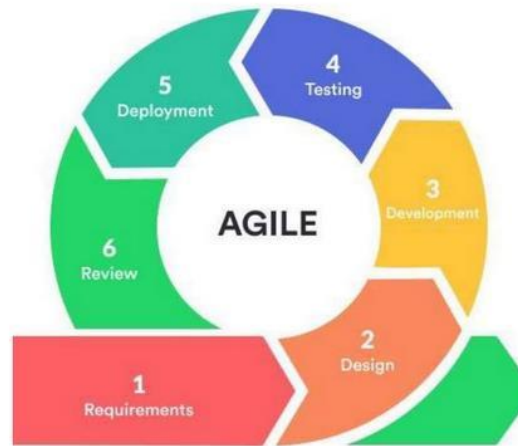 AGILE
1
Requirements
2
Design
3
Development
4
Testing
5
Deployment
6
Review